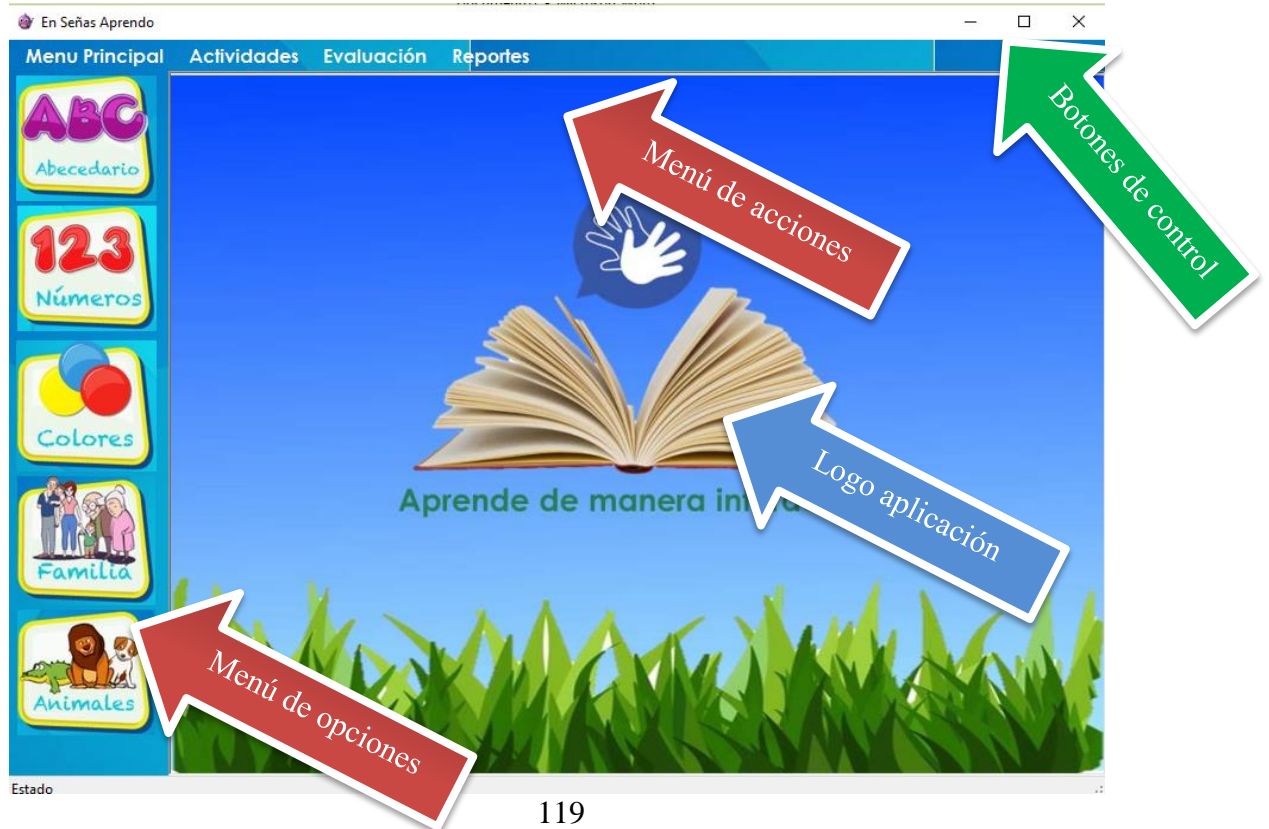 En Señas Aprendo
Menu Principal Actividades Evaluación Reportes
Botones de control
ABC
Abecedario
Menú de acciones
123
Números
Colores
Logo aplicación
Aprende de manera
Familia
Menú de opciones
Animales
Estado
119